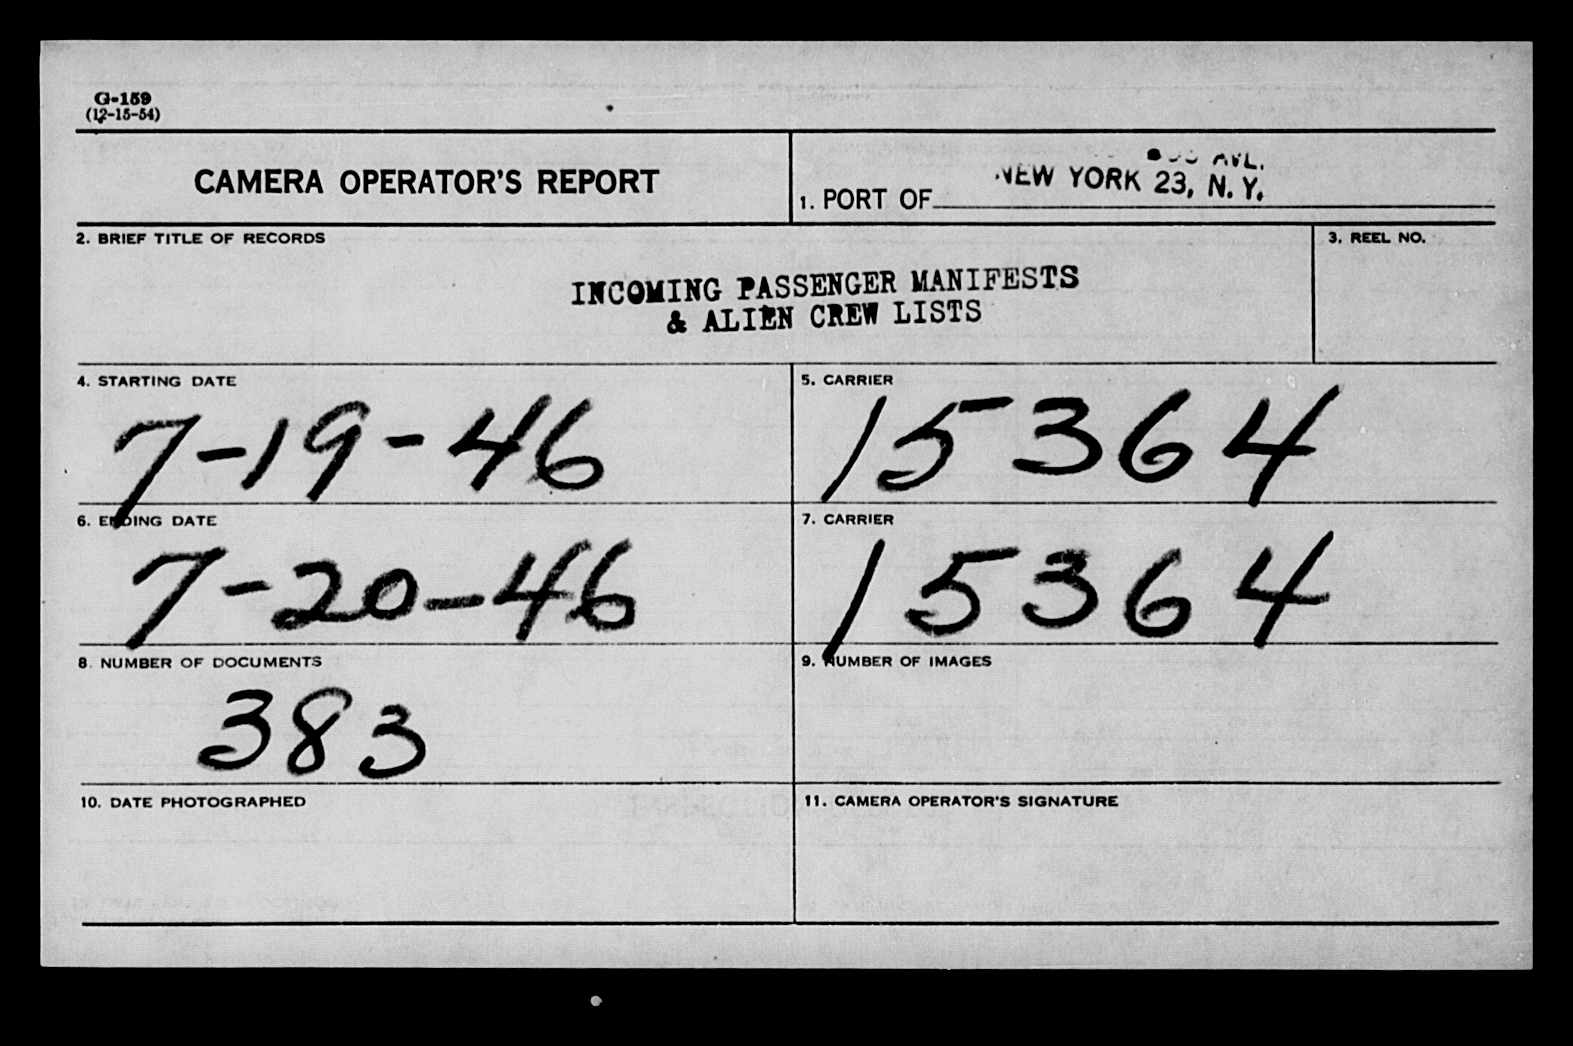 G-159
(12-15-54)
CAMERA OPERATOR'S REPORT
1. PORT OF
AVE.
NEW YORK 23, N. Y.
2. BRIEF TITLE OF RECORDS
3. REEL NO.
INCOMING PASSENGER MANIFESTS
& ALIEN CREW LISTS
4. STARTING DATE
7-19-46
5. CARRIER
15364
6. ENDING DATE
7-20-46
7. CARRIER
15364
8. NUMBER OF DOCUMENTS
383
9. NUMBER OF IMAGES
10. DATE PHOTOGRAPHED
11. CAMERA OPERATOR'S SIGNATURE